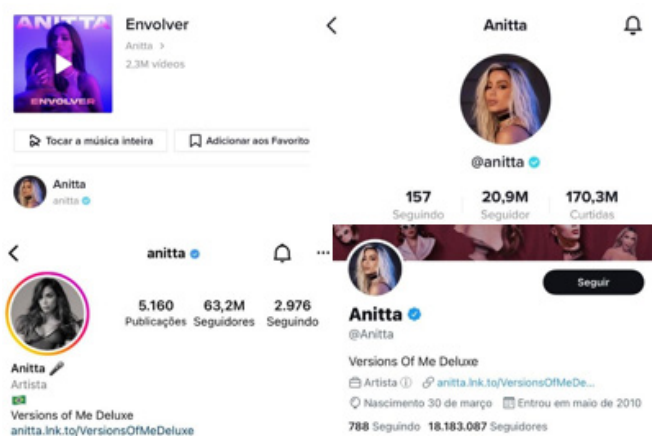 ANITTA
ENVOLVER
Envolver
Anitta >
2,3M vídeos
Tocar a música inteira
Adicionar aos Favorito
Anitta
anitta
Anitta
@anitta
157 20,9M 170,3M
Seguindo Seguidor Curtidas
anitta
5.160 63,2M 2.976
Publicações Seguidores Seguindo
Anitta 🎤
Artista
🇧🇷
Versions of Me Deluxe
anitta.lnk.to/VersionsOfMeDeluxe
Seguir
Anitta
@Anitta
Versions Of Me Deluxe
Artista anitta.lnk.to/VersionsOfMeDe...
Nascimento 30 de março Entrou em maio de 2010
788 Seguindo 18.183.087 Seguidores